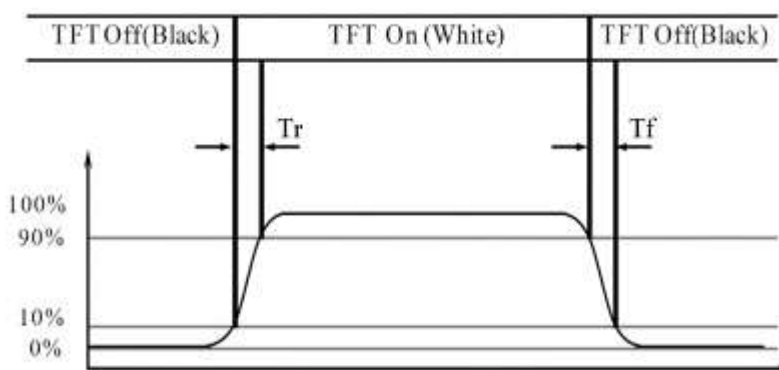 TFT Off(Black) TFT On (White) TFT Off(Black)
Tr Tf
100%
90%
10%
0%